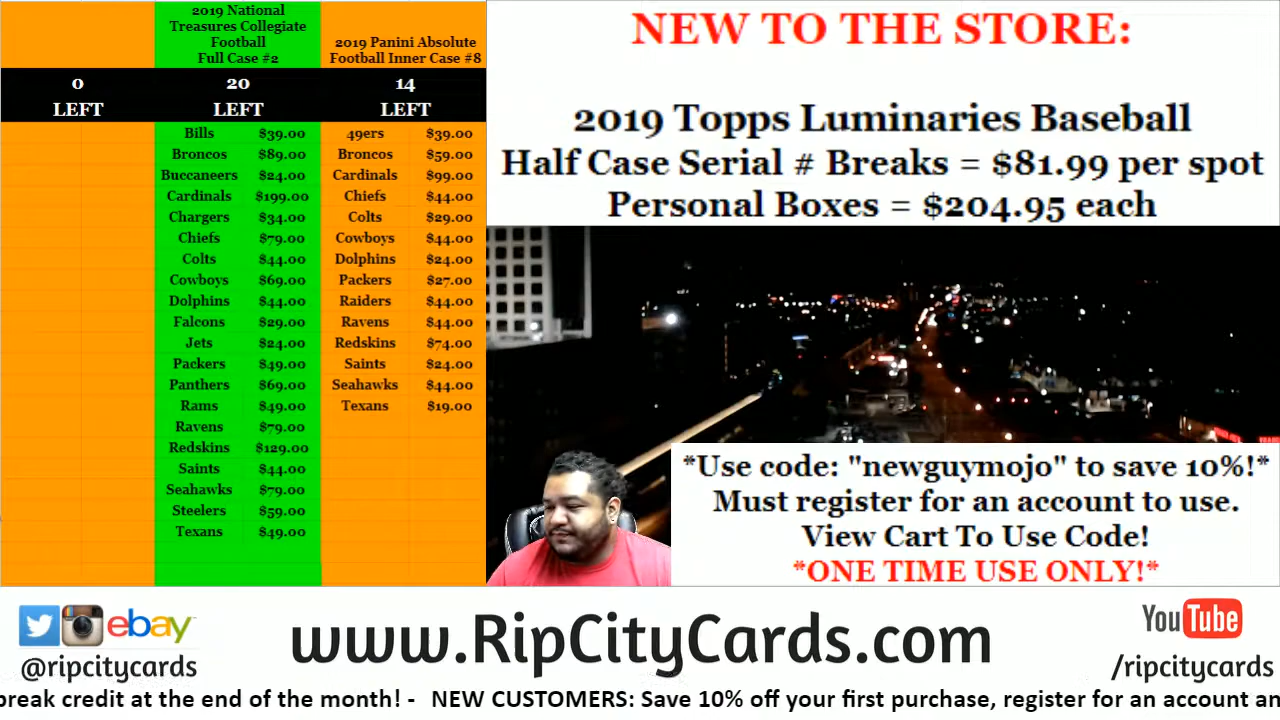 2019 National
Treasures Collegiate
Football
Full Case #2
2019 Panini Absolute
Football Inner Case #8
0 20 14
LEFT LEFT LEFT
Bills $39.00 49ers $39.00
Broncos $89.00 Broncos $59.00
Buccaneers $24.00 Cardinals $99.00
Cardinals $199.00 Chiefs $44.00
Chargers $34.00 Colts $29.00
Chiefs $79.00 Cowboys $44.00
Colts $44.00 Dolphins $24.00
Cowboys $69.00 Packers $27.00
Dolphins $44.00 Raiders $44.00
Falcons $29.00 Ravens $44.00
Jets $24.00 Redskins $74.00
Packers $49.00 Saints $24.00
Panthers $69.00 Seahawks $44.00
Rams $49.00 Texans $19.00
Ravens $79.00
Redskins $129.00
Saints $44.00
Seahawks $79.00
Steelers $59.00
Texans $49.00
NEW TO THE STORE:
2019 Topps Luminaries Baseball
Half Case Serial # Breaks = $81.99 per spot
Personal Boxes = $204.95 each
*Use code: "newguymojo" to save 10%!*
Must register for an account to use.
View Cart To Use Code!
*ONE TIME USE ONLY!*
ebay
@ripcitycards
www.RipCityCards.com
YouTube
/ripcitycards
break credit at the end of the month! - NEW CUSTOMERS: Save 10% off your first purchase, register for an account an